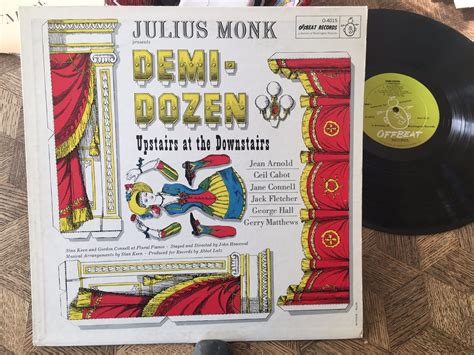 JULIUS MONK
presents
DEMI-
DOZEN
Upstairs at the Downstairs
Jean Arnold
Ceil Cabot
Jane Connell
Jack Fletcher
George Hall
Gerry Matthews
Stan Keen and Gordon Connell at Plural Pianos - Staged and Directed by John Heawood
Musical Arrangements by Stan Keen - Produced for Records by Abbot Lutz
OFFBEAT RECORDS
O-4015
OFFBEAT